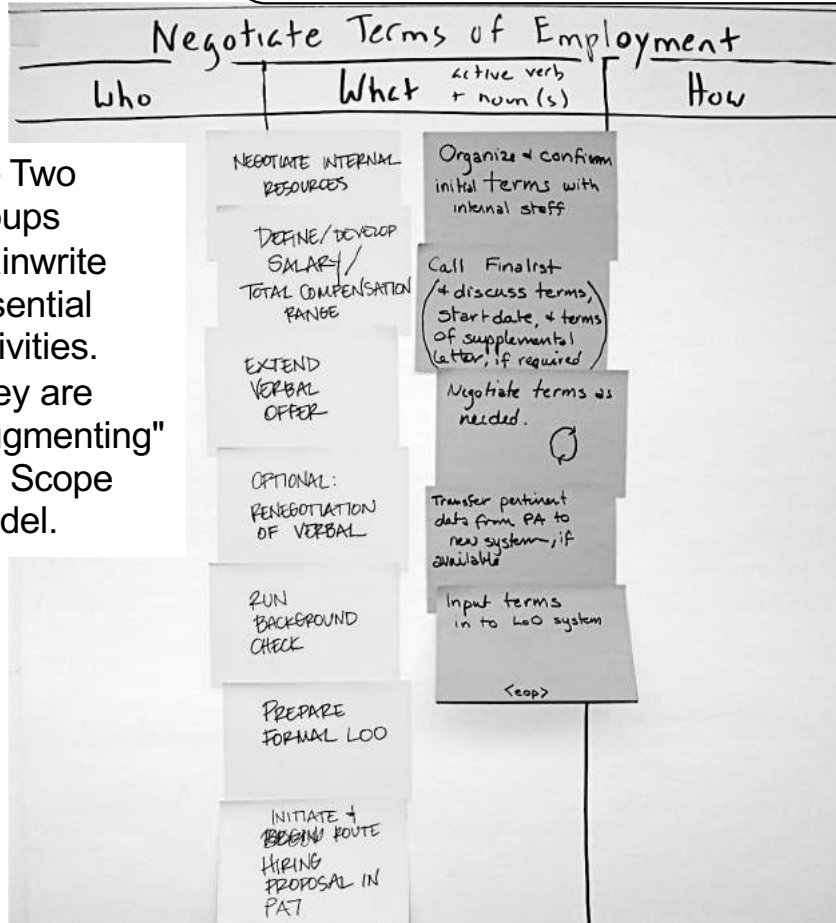 Negotiate Terms of Employment
Who
What
active verb
+ noun(s)
How
Two
oups
inwrite
sential
ivities.
ey are
ugmenting"
Scope
del.
NEGOTIATE INTERNAL
RESOURCES
DEFINE/DEVELOP
SALARY/
TOTAL COMPENSATION
RANGE
EXTEND
VERBAL
OFFER
OPTIONAL:
RENEGOTIATION
OF VERBAL
RUN
BACKGROUND
CHECK
PREPARE
FORMAL LOO
INITIATE +
ROUTE
HIRING
PROPOSAL IN
PA7
Organize + confirm
initial terms with
internal staff
Call Finalist
(+ discuss terms,
start date, + terms
of supplemental
letter, if required)
Negotiate terms as
needed.
Transfer pertinent
data from PA to
new system, if
available
Input terms
in to LoO system
<eop>